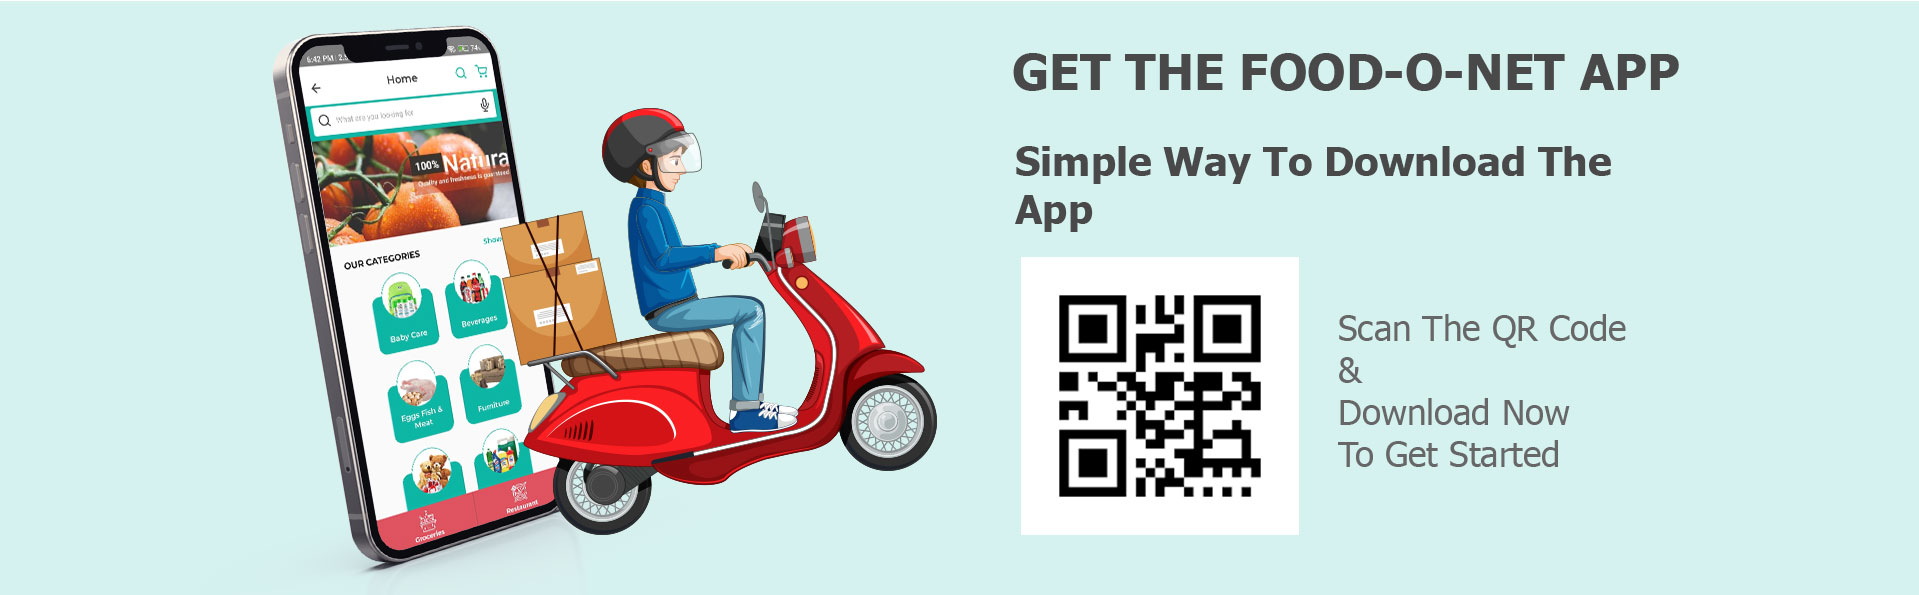 6:42 PM
74
Home
What are you looking for
100% Natura
Quality and freshness is guranteed
OUR CATEGORIES
Show
Baby Care
Beverages
Eggs Fish &
Meat
Furniture
Groceries
Restaurant
GET THE FOOD-O-NET APP
Simple Way To Download The
App
Scan The QR Code
&
Download Now
To Get Started